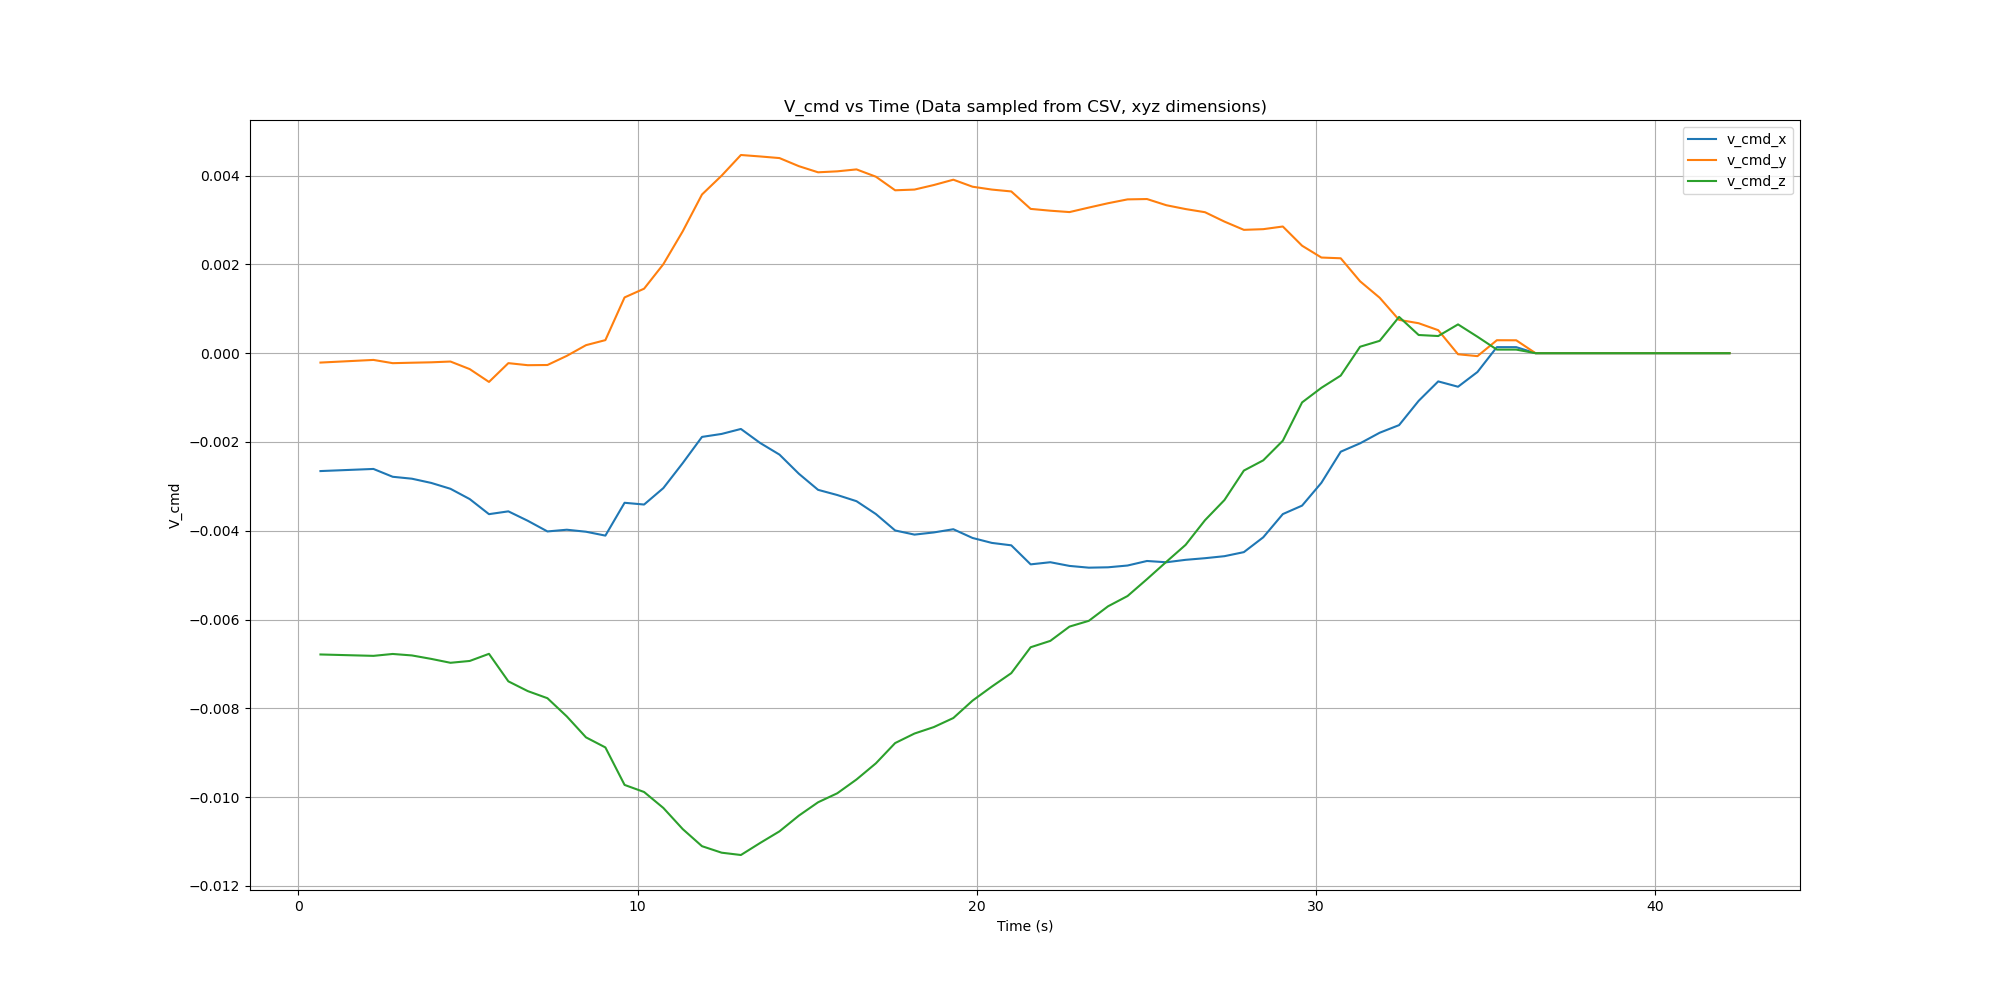 V_cmd vs Time (Data sampled from CSV, xyz dimensions)
v_cmd_x
v_cmd_y
v_cmd_z
0.004
0.002
0.000
−0.002
−0.004
−0.006
−0.008
−0.010
−0.012
V_cmd
0 10 20 30 40
Time (s)